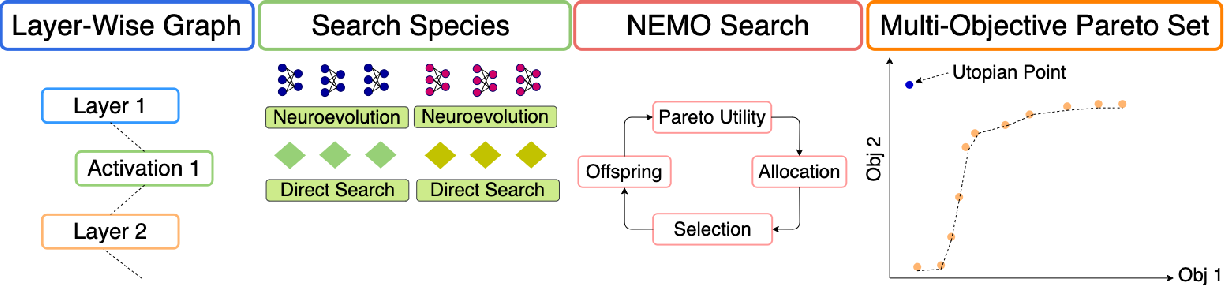 Layer-Wise Graph
Search Species
NEMO Search
Multi-Objective Pareto Set
Layer 1
Activation 1
Layer 2
Neuroevolution
Neuroevolution
Direct Search
Direct Search
Pareto Utility
Offspring
Allocation
Selection
Utopian Point
Obj 2
Obj 1